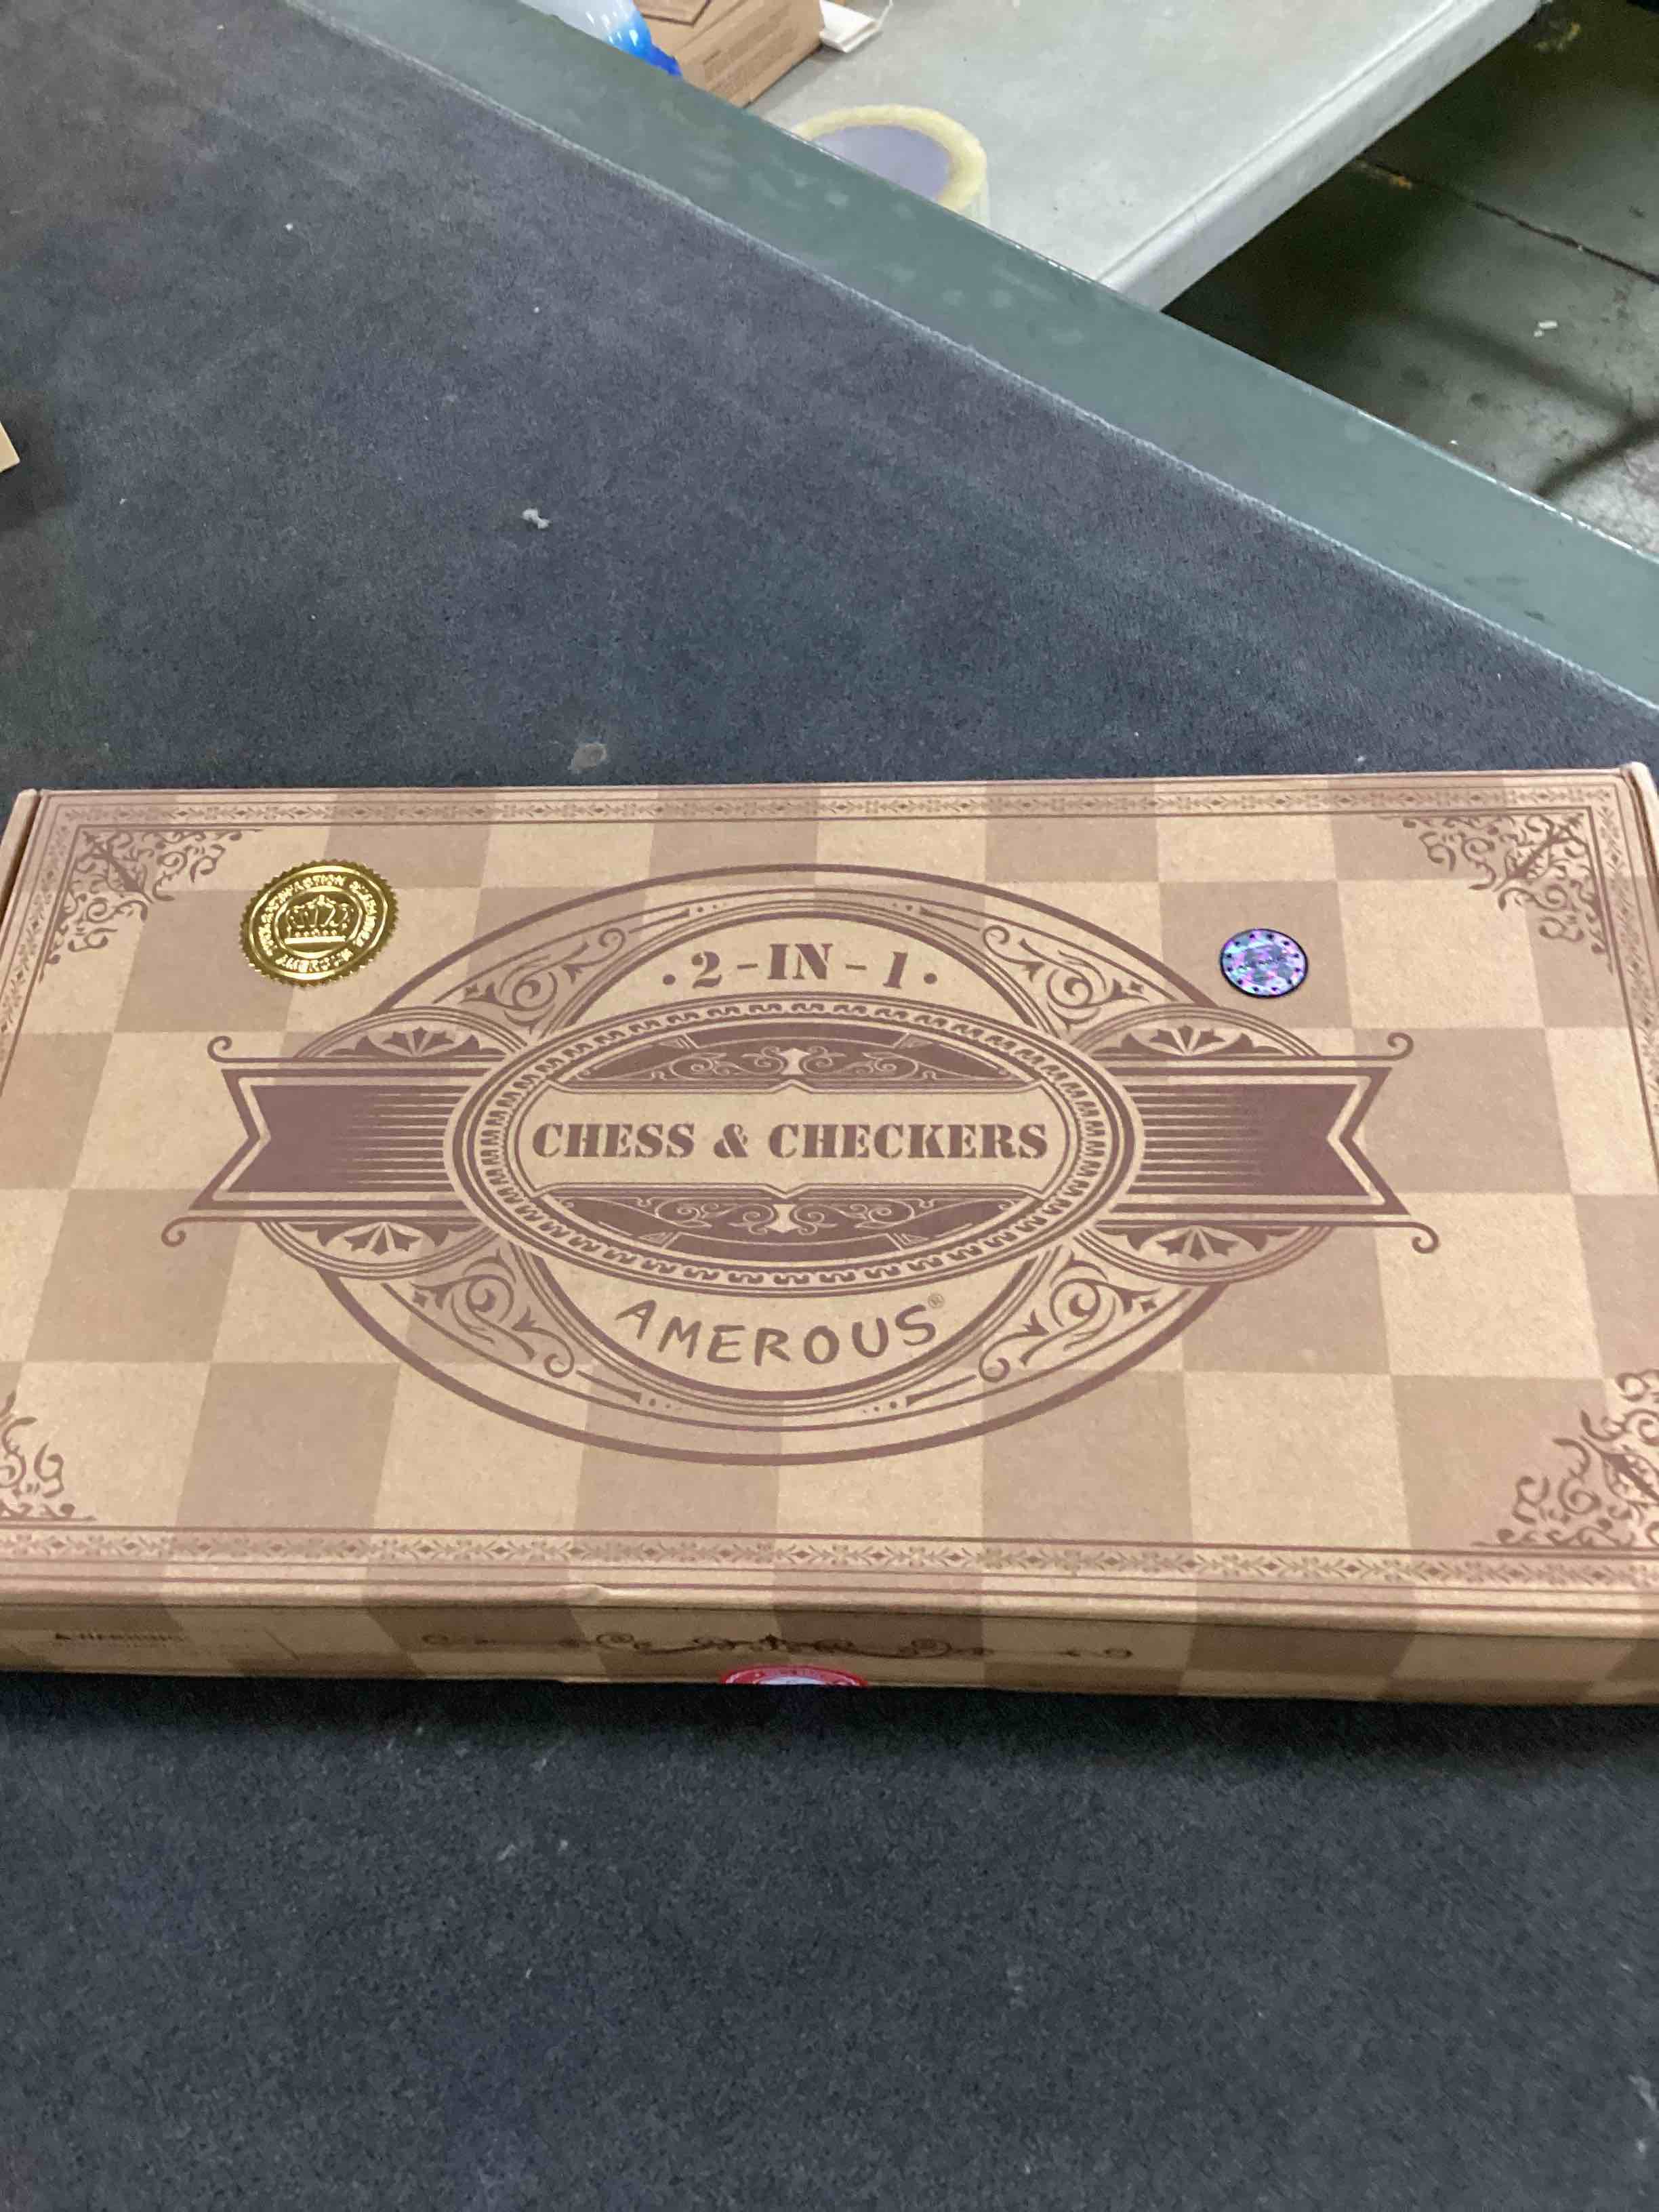 · 2 - IN - 1 ·
CHESS & CHECKERS
AMEROUS®